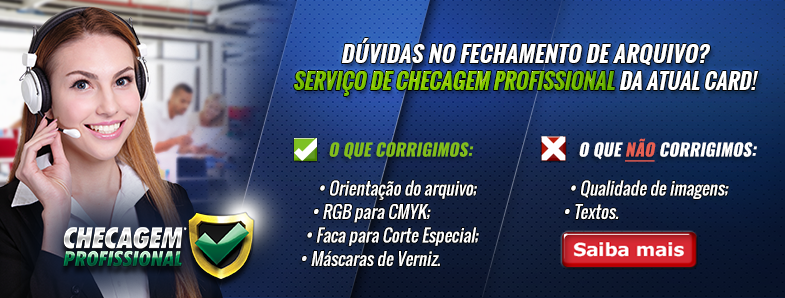 DÚVIDAS NO FECHAMENTO DE ARQUIVO?
SERVIÇO DE CHECAGEM PROFISSIONAL DA ATUAL CARD!
O QUE CORRIGIMOS:
• Orientação do arquivo;
• RGB para CMYK;
• Faca para Corte Especial;
• Máscaras de Verniz.
O QUE NÃO CORRIGIMOS:
• Qualidade de imagens;
• Textos.
Saiba mais
CHECAGEM
PROFISSIONAL